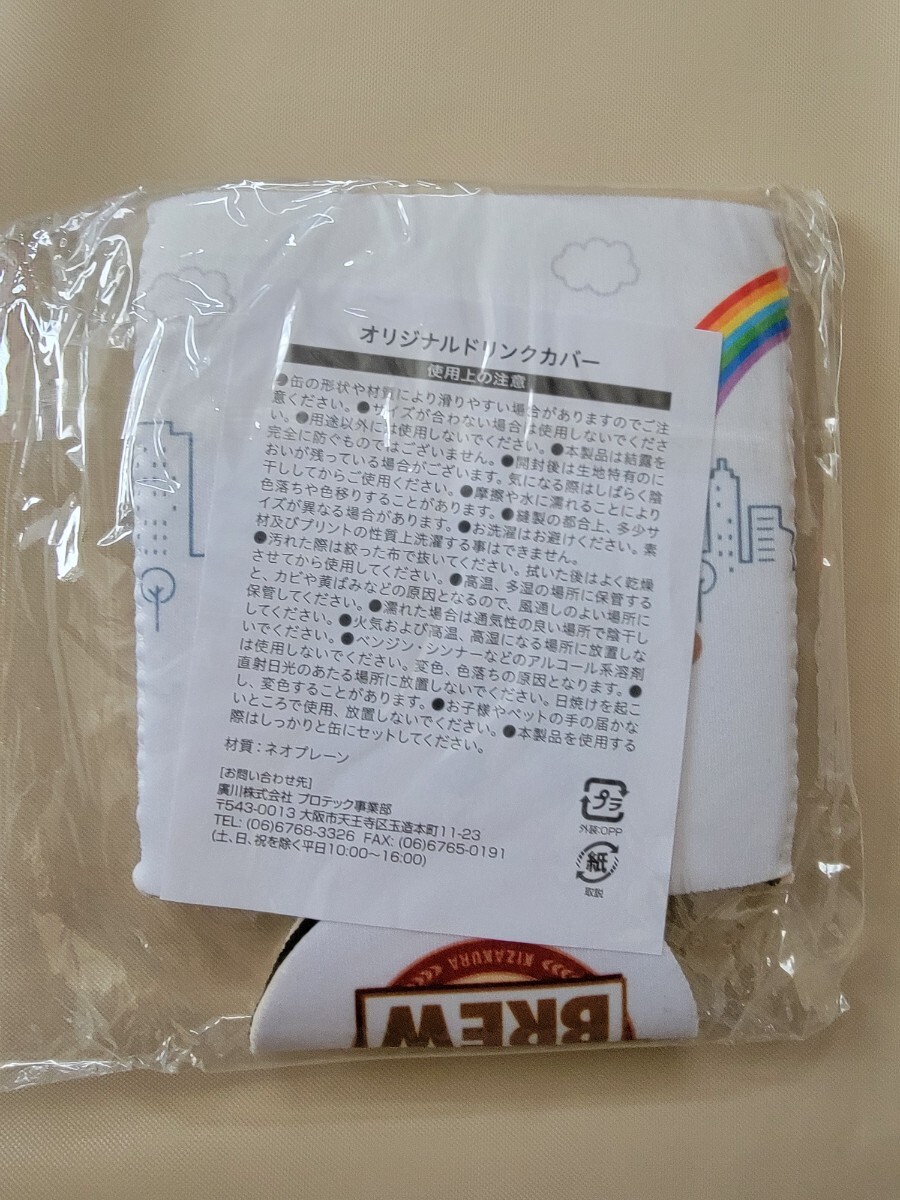 オリジナルドリンクカバー
使用上の注意
●缶の形状や材質により滑りやすい場合がありますのでご注
意ください。●サイズが合わない場合は使用しないでくださ
い。●用途以外には使用しないでください。●本製品は結露を
完全に防ぐものではございません。●開封後は生地特有のに
おいが残っている場合がございます。気になる際はしばらく陰
干ししてからご使用ください。●摩擦や水に濡れることにより
色落ちや色移りすることがあります。●縫製の都合上、多少サ
イズが異なる場合があります。●お洗濯はお避けください。素
材及びプリントの性質上洗濯する事はできません。
●汚れた際は絞った布で抜いてください。拭いた後はよく乾燥
させてから使用してください。●高温、多湿の場所に保管する
と、カビや黄ばみなどの原因となるので、風通しのよい場所に
保管してください。●濡れた場合は通気性の良い場所で陰干し
してください。●火気および高温、高湿になる場所に放置しな
いでください。●ベンジン・シンナーなどのアルコール系溶剤
は使用しないでください。変色、色落ちの原因となります。●
直射日光のあたる場所に放置しないでください。日焼けを起こ
し、変色することがあります。●お子様やペットの手の届かな
いところで使用、放置しないでください。●本製品を使用する
際はしっかりと缶にセットしてください。
材質：ネオプレーン
[お問い合わせ先]
廣川株式会社 プロテック事業部
〒543-0013 大阪市天王寺区玉造本町11-23
TEL: (06)6768-3326 FAX: (06)6765-0191
(土、日、祝を除く平日10:00～16:00)
プラ
外装:OPP
紙
取説
KIZAKURA
BREW